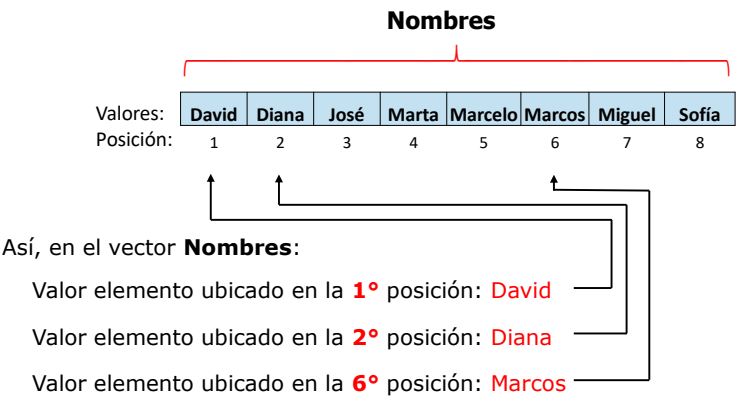 Nombres
Valores: David Diana José Marta Marcelo Marcos Miguel Sofía
Posición: 1 2 3 4 5 6 7 8
Así, en el vector Nombres:
Valor elemento ubicado en la 1° posición: David
Valor elemento ubicado en la 2° posición: Diana
Valor elemento ubicado en la 6° posición: Marcos